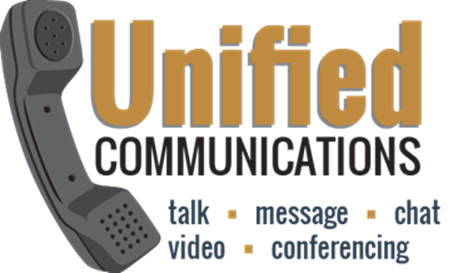 Unified
COMMUNICATIONS
talk ▪ message ▪ chat
video ▪ conferencing